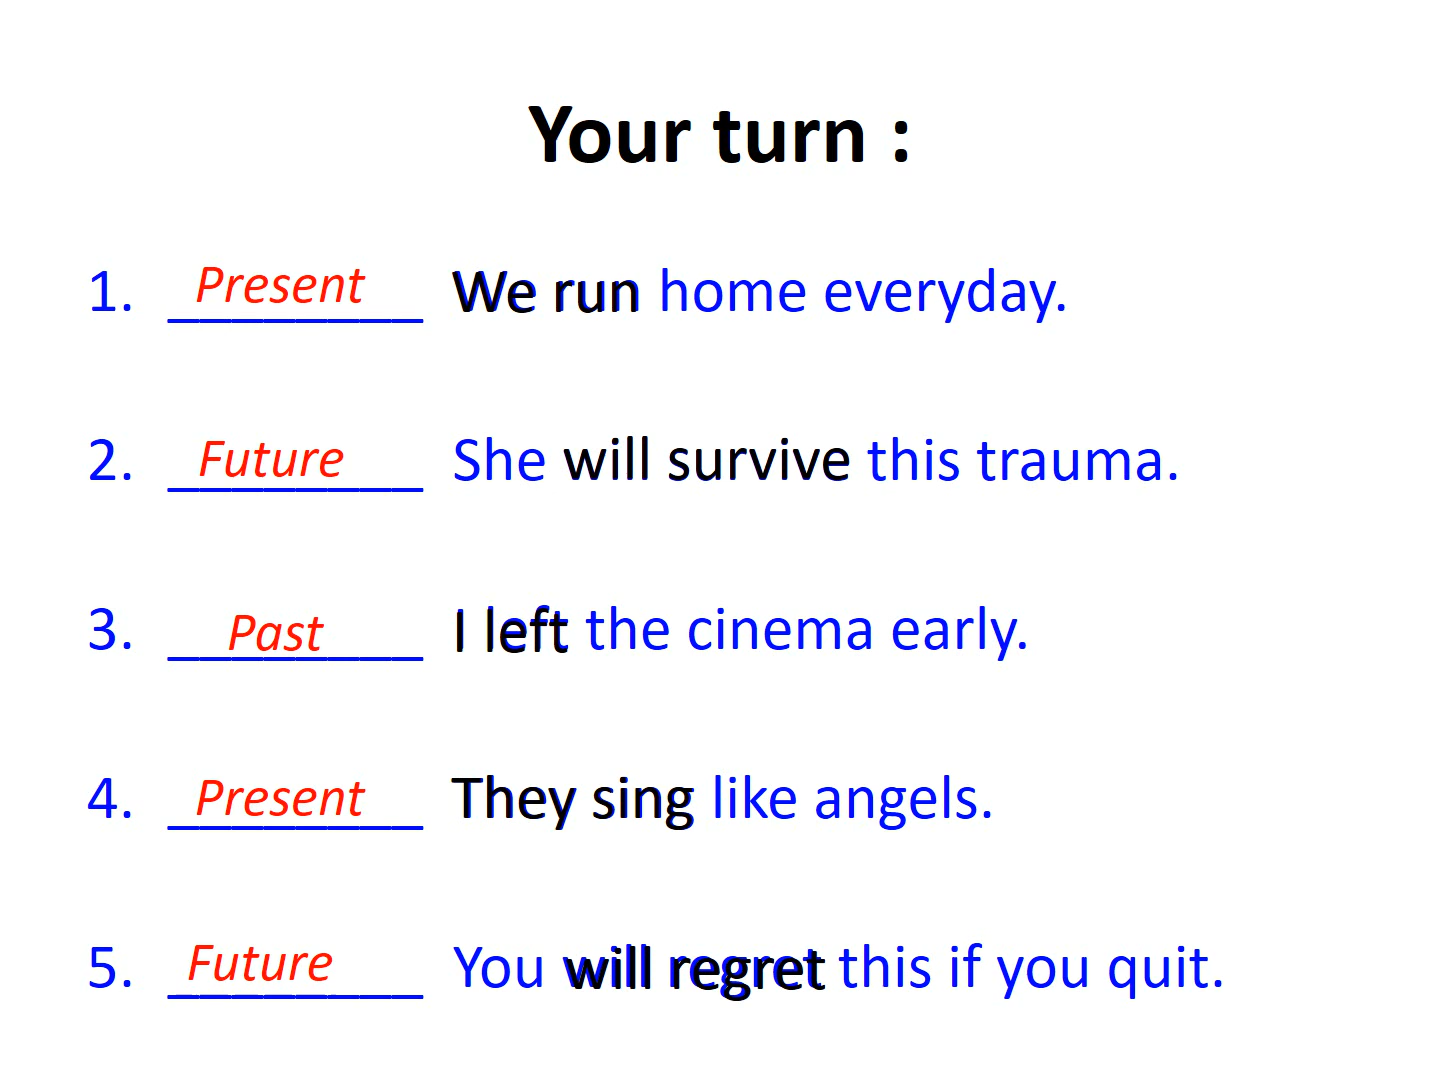 Your turn :
1. Present We run home everyday.
2. Future She will survive this trauma.
3. Past I left the cinema early.
4. Present They sing like angels.
5. Future You will regret this if you quit.